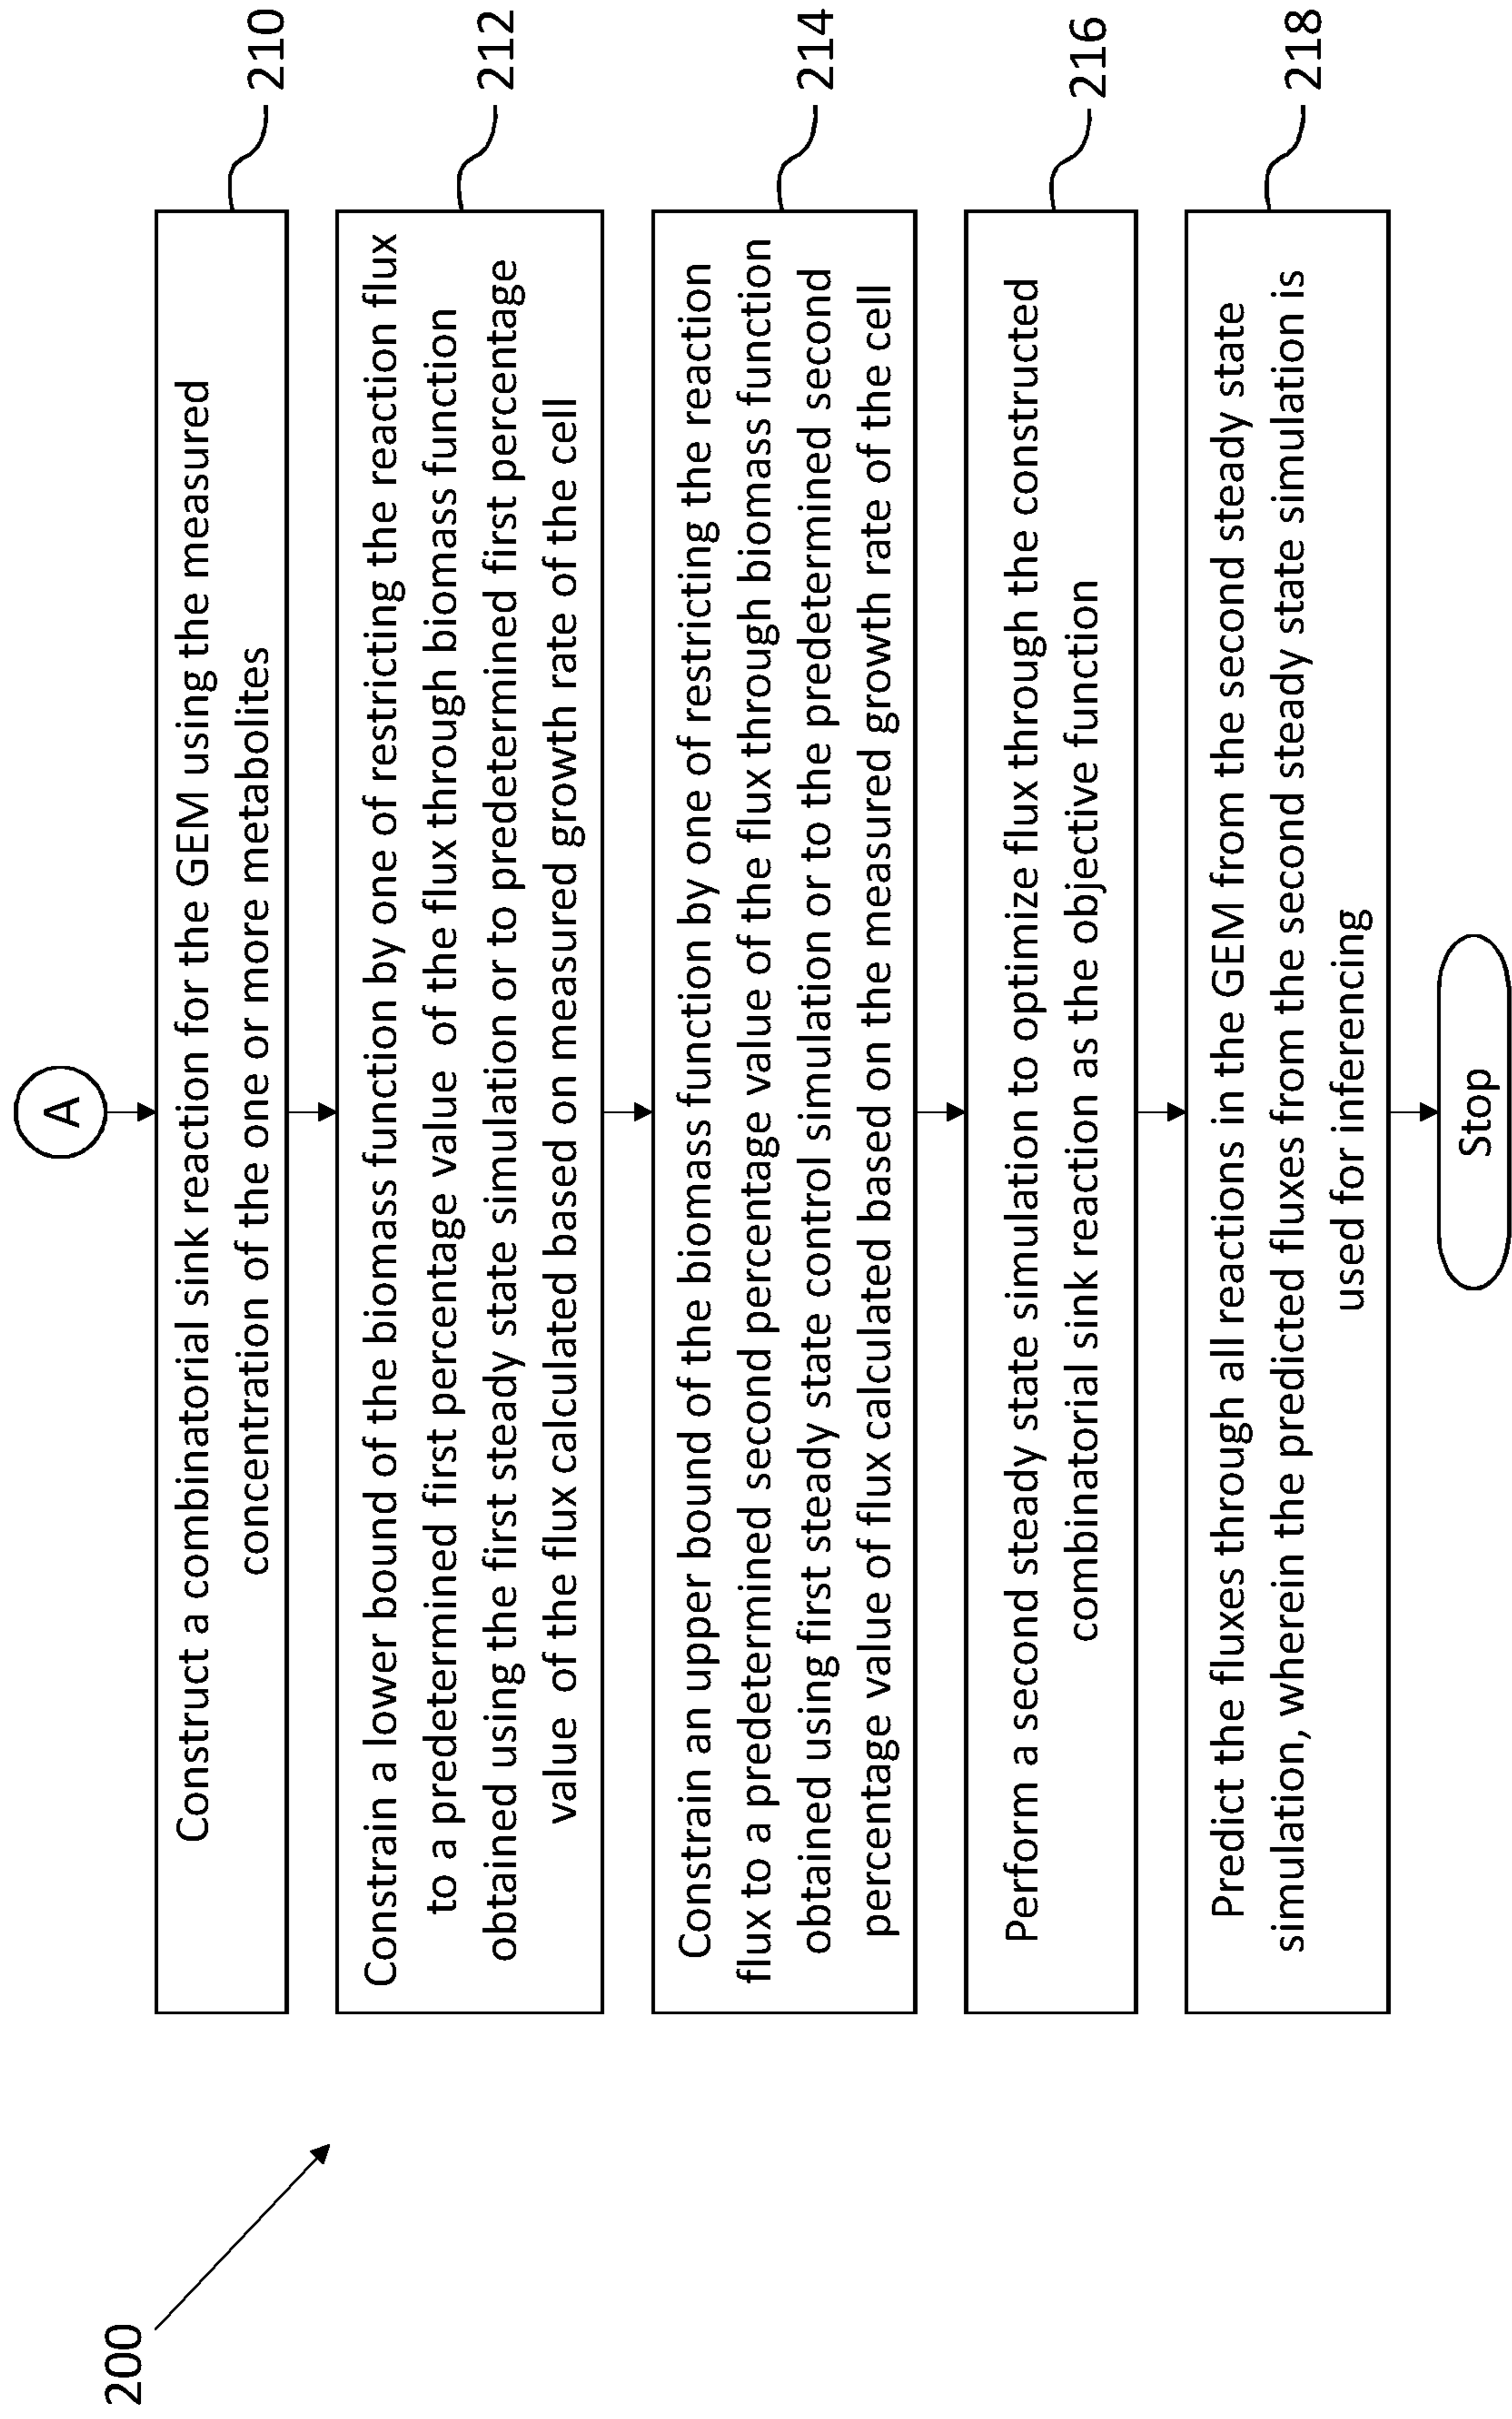 200
A
Construct a combinatorial sink reaction for the GEM using the measured
concentration of the one or more metabolites
210
Constrain a lower bound of the biomass function by one of restricting the reaction flux
to a predetermined first percentage value of the flux through biomass function
obtained using the first steady state simulation or to predetermined first percentage
value of the flux calculated based on measured growth rate of the cell
212
Constrain an upper bound of the biomass function by one of restricting the reaction
flux to a predetermined second percentage value of the flux through biomass function
obtained using first steady state control simulation or to the predetermined second
percentage value of flux calculated based on the measured growth rate of the cell
214
Perform a second steady state simulation to optimize flux through the constructed
combinatorial sink reaction as the objective function
216
Predict the fluxes through all reactions in the GEM from the second steady state
simulation, wherein the predicted fluxes from the second steady state simulation is
used for inferencing
218
Stop